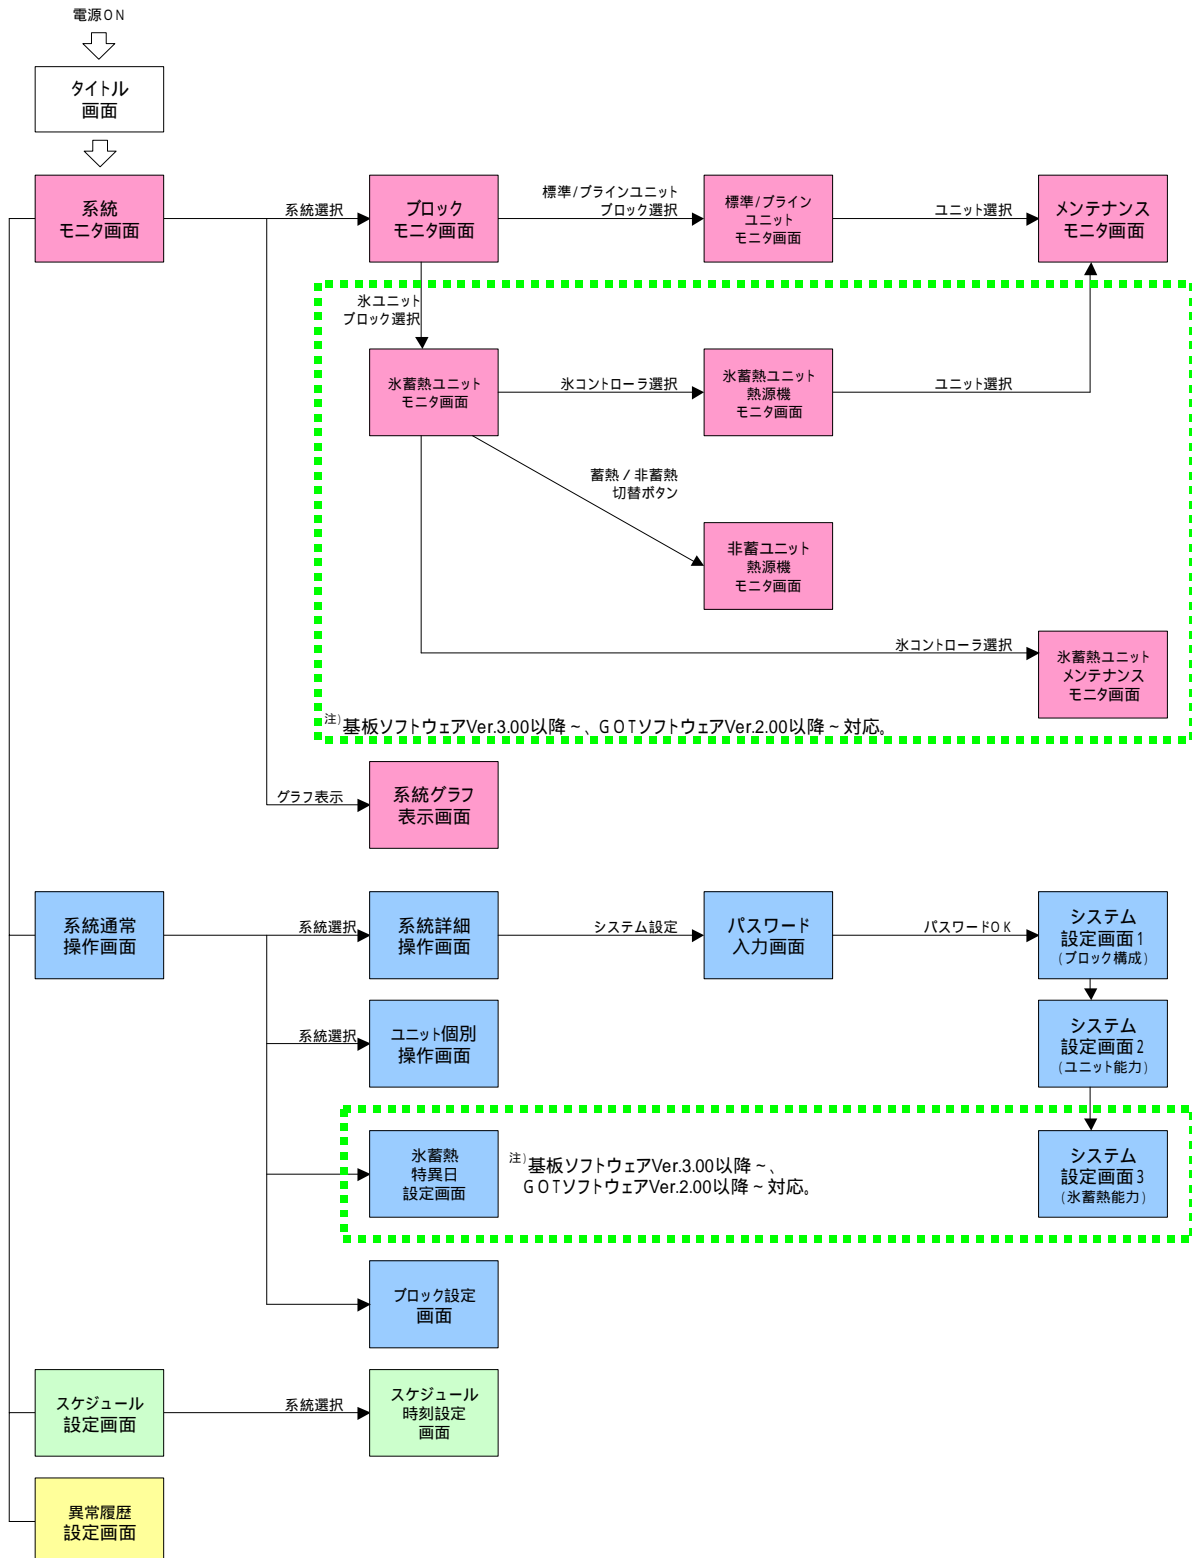 電源ON
タイトル
画面
系統
モニタ画面
系統選択
ブロック
モニタ画面
標準/ブラインユニット
ブロック選択
標準/ブライン
ユニット
モニタ画面
ユニット選択
メンテナンス
モニタ画面
氷ユニット
ブロック選択
氷蓄熱ユニット
モニタ画面
氷コントローラ選択
氷蓄熱ユニット
熱源機
モニタ画面
ユニット選択
蓄熱/非蓄熱
切替ボタン
非蓄ユニット
熱源機
モニタ画面
氷コントローラ選択
氷蓄熱ユニット
メンテナンス
モニタ画面
注)基板ソフトウェアVer.3.00以降~、GOTソフトウェアVer.2.00以降~対応。
グラフ表示
系統グラフ
表示画面
系統通常
操作画面
系統選択
系統詳細
操作画面
システム設定
パスワード
入力画面
パスワードOK
システム
設定画面1
(ブロック構成)
系統選択
ユニット個別
操作画面
システム
設定画面2
(ユニット能力)
氷蓄熱
特異日
設定画面
注)基板ソフトウェアVer.3.00以降~、
GOTソフトウェアVer.2.00以降~対応。
システム
設定画面3
(氷蓄熱能力)
ブロック設定
画面
スケジュール
設定画面
系統選択
スケジュール
時刻設定
画面
異常履歴
設定画面